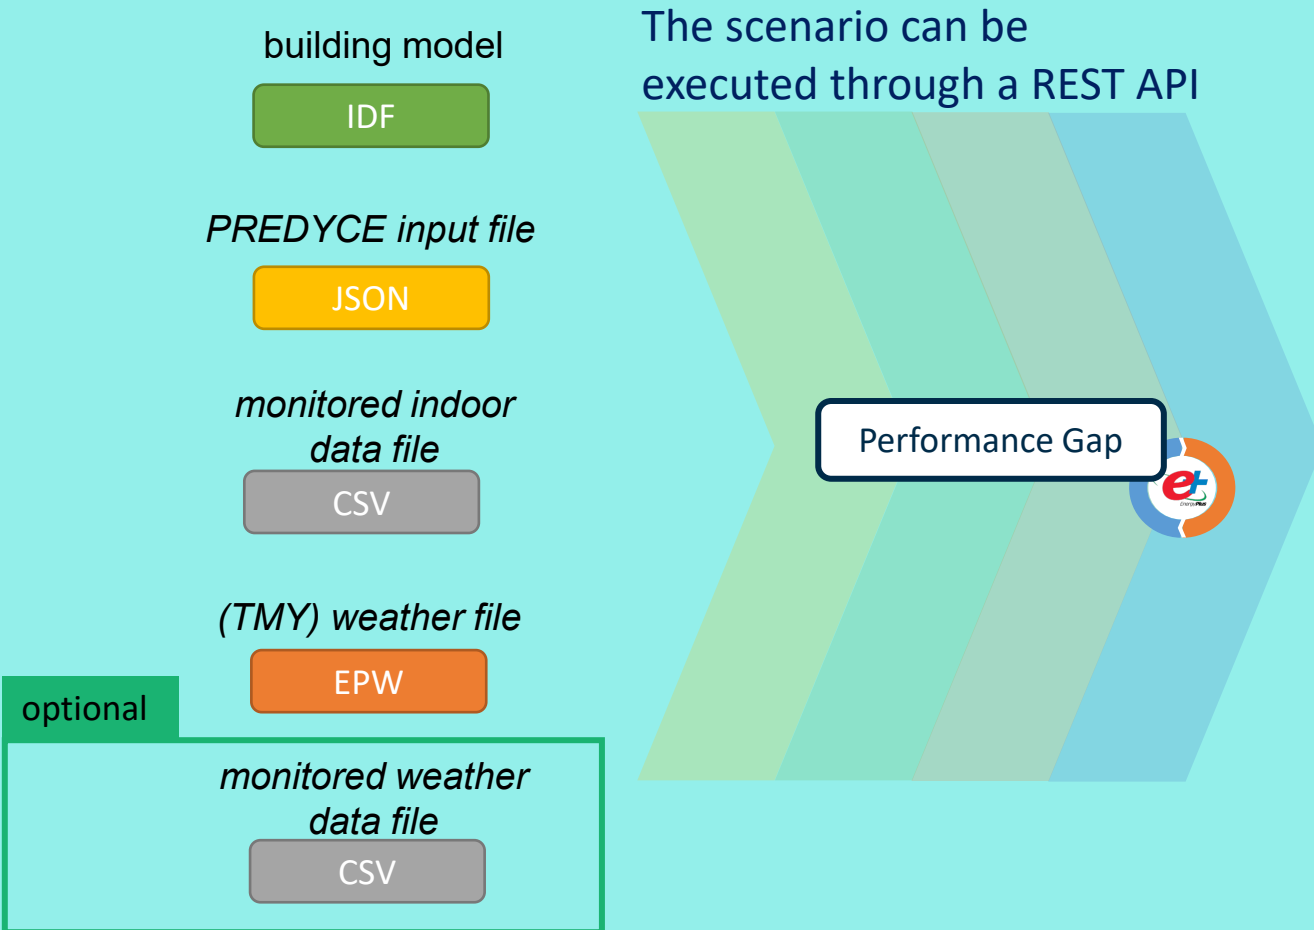 building model
IDF
PREDYCE input file
JSON
monitored indoor
data file
CSV
(TMY) weather file
EPW
optional
monitored weather
data file
CSV
The scenario can be
executed through a REST API
Performance Gap
e+
EnergyPlus